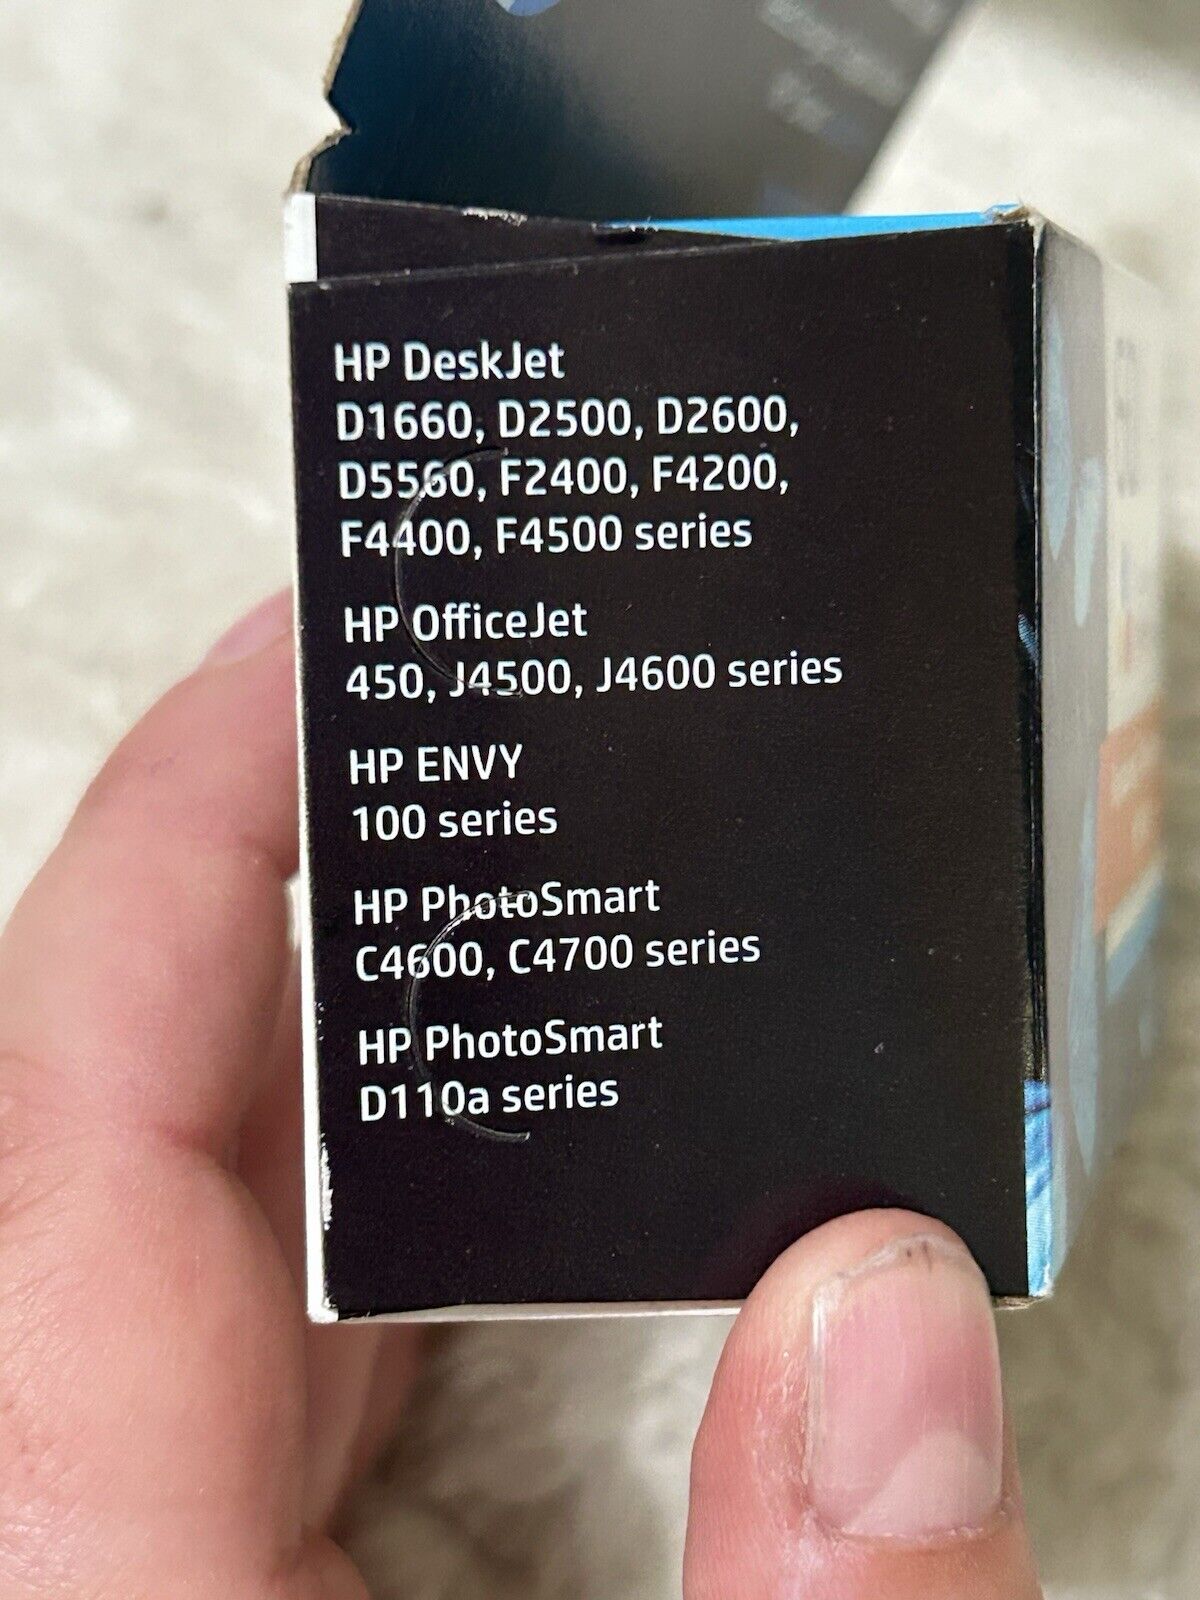 HP DeskJet
D1660, D2500, D2600,
D5560, F2400, F4200,
F4400, F4500 series
HP OfficeJet
450, J4500, J4600 series
HP ENVY
100 series
HP PhotoSmart
C4600, C4700 series
HP PhotoSmart
D110a series